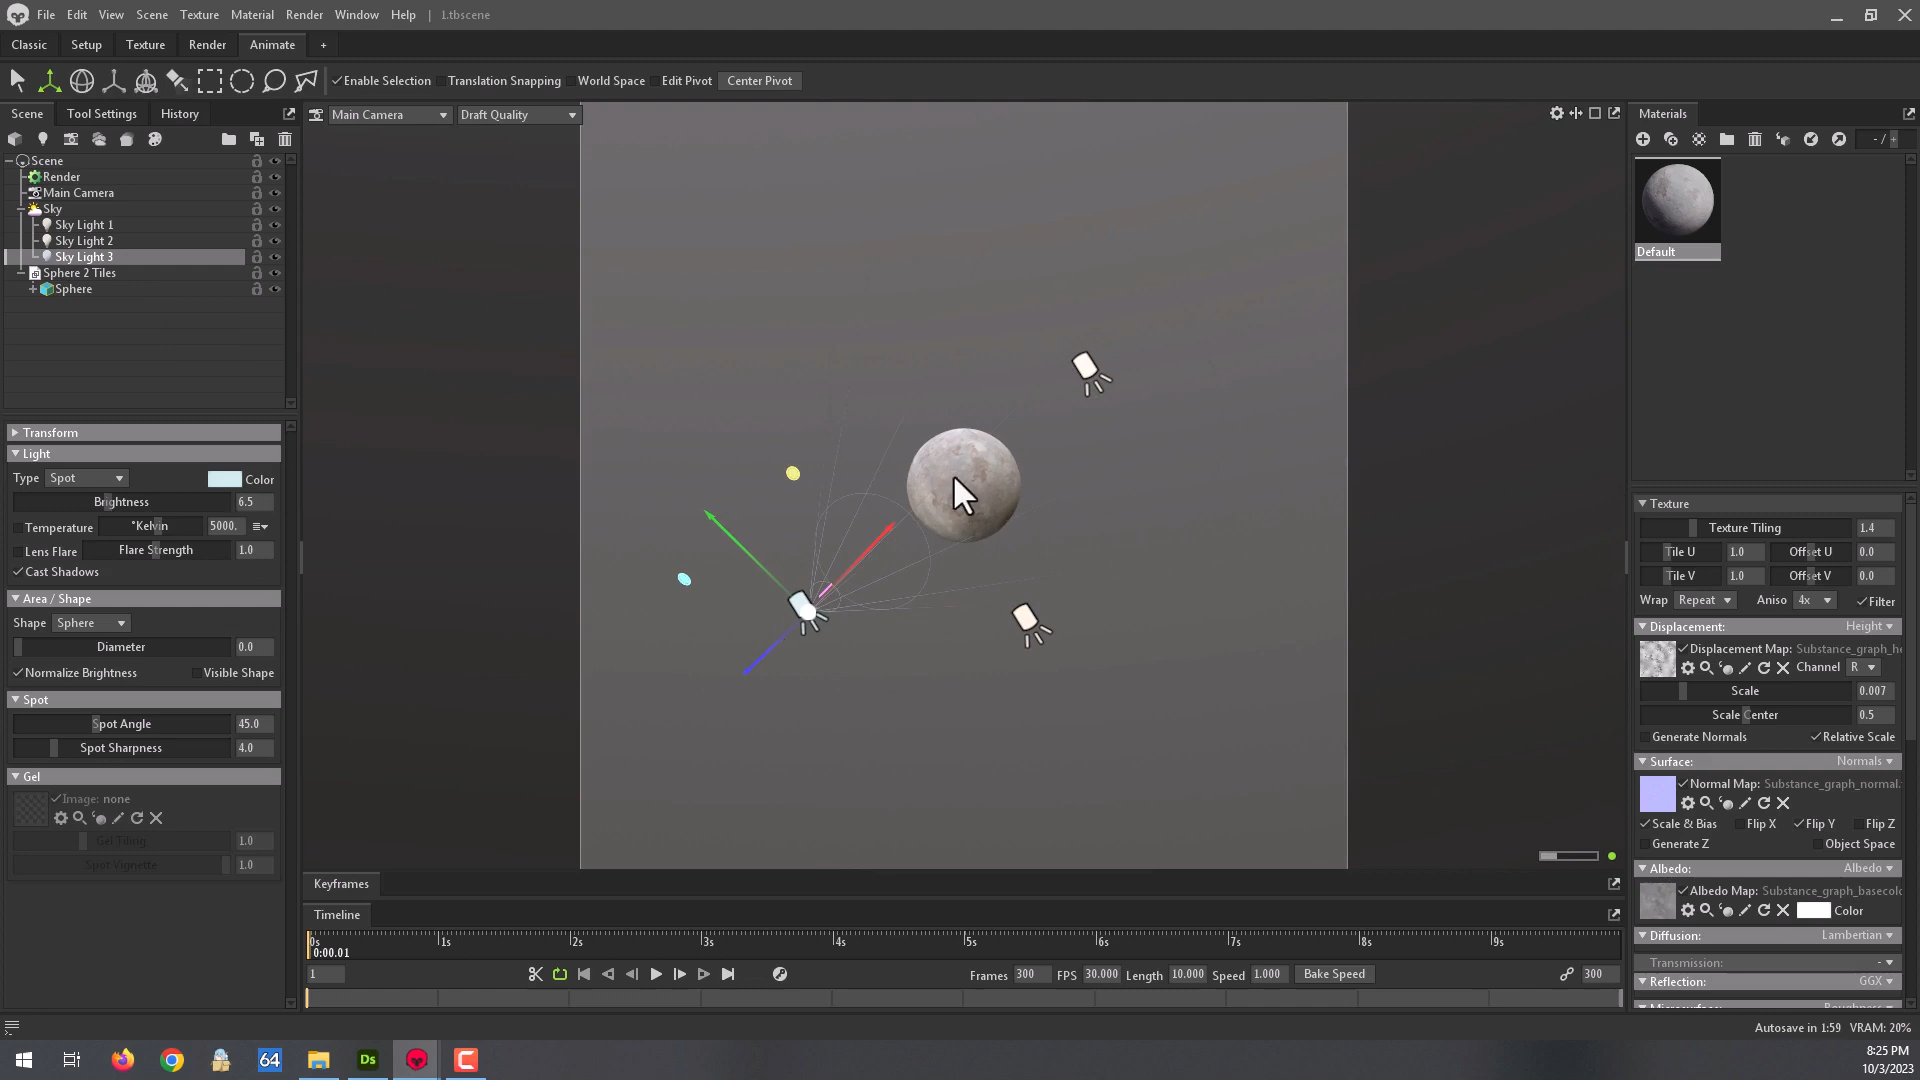 File Edit View Scene Texture Material Render Window Help 1.tbscene
Classic Setup Texture Render Animate +
Enable Selection Translation Snapping World Space Edit Pivot Center Pivot
Scene Tool Settings History
Main Camera Draft Quality
Materials
- / +
Scene
Render
Main Camera
Sky
Sky Light 1
Sky Light 2
Sky Light 3
Sphere 2 Tiles
Sphere
Default
Transform
Light
Type Spot Color
Brightness 6.5
Temperature °Kelvin 5000.
Lens Flare Flare Strength 1.0
Cast Shadows
Area / Shape
Shape Sphere
Diameter 0.0
Normalize Brightness Visible Shape
Spot
Spot Angle 45.0
Spot Sharpness 4.0
Gel
Image: none
Gel Tiling 1.0
Spot Vignette 1.0
Texture
Texture Tiling 1.4
Tile U 1.0 Offset U 0.0
Tile V 1.0 Offset V 0.0
Wrap Repeat Aniso 4x Filter
Displacement: Height
Displacement Map: Substance_graph_he
Channel R
Scale 0.007
Scale Center 0.5
Generate Normals Relative Scale
Surface: Normals
Normal Map: Substance_graph_normal.
Scale & Bias Flip X Flip Y Flip Z
Generate Z Object Space
Albedo: Albedo
Albedo Map: Substance_graph_basecolo
Color
Diffusion: Lambertian
Transmission: -
Reflection: GGX
Keyframes
Timeline
0s 1s 2s 3s 4s 5s 6s 7s 8s 9s
0:00.01
1 Frames 300 FPS 30.000 Length 10.000 Speed 1.000 Bake Speed 300
Autosave in 1:59 VRAM: 20%
64 Ds
8:25 PM
10/3/2023